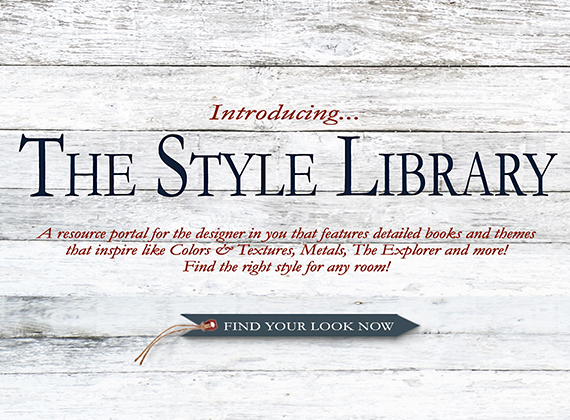 Introducing...
The Style Library
A resource portal for the designer in you that features detailed books and themes
that inspire like Colors & Textures, Metals, The Explorer and more!
Find the right style for any room!
FIND YOUR LOOK NOW